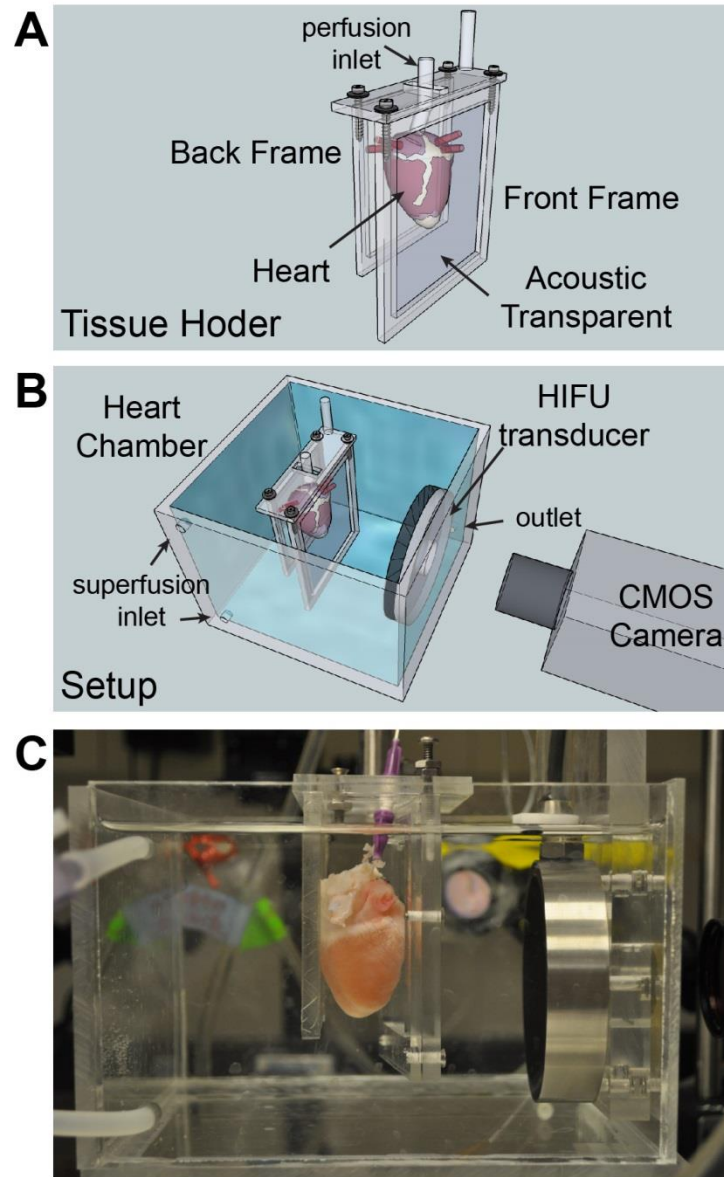 A
perfusion
inlet
Back Frame
Front Frame
Heart
Acoustic
Transparent
Tissue Hoder
B
Heart
Chamber
HIFU
transducer
outlet
superfusion
inlet
CMOS
Camera
Setup
C